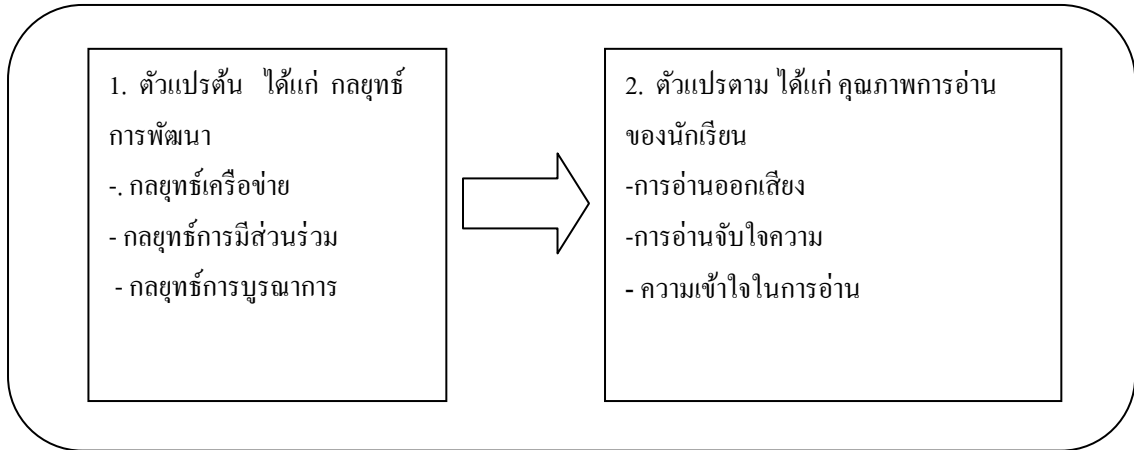 1. ตัวแปรต้น ได้แก่ กลยุทธ์
การพัฒนา
-. กลยุทธ์เครือข่าย
- กลยุทธ์การมีส่วนร่วม
- กลยุทธ์การบูรณาการ
2. ตัวแปรตาม ได้แก่ คุณภาพการอ่าน
ของนักเรียน
-การอ่านออกเสียง
-การอ่านจับใจความ
- ความเข้าใจในการอ่าน